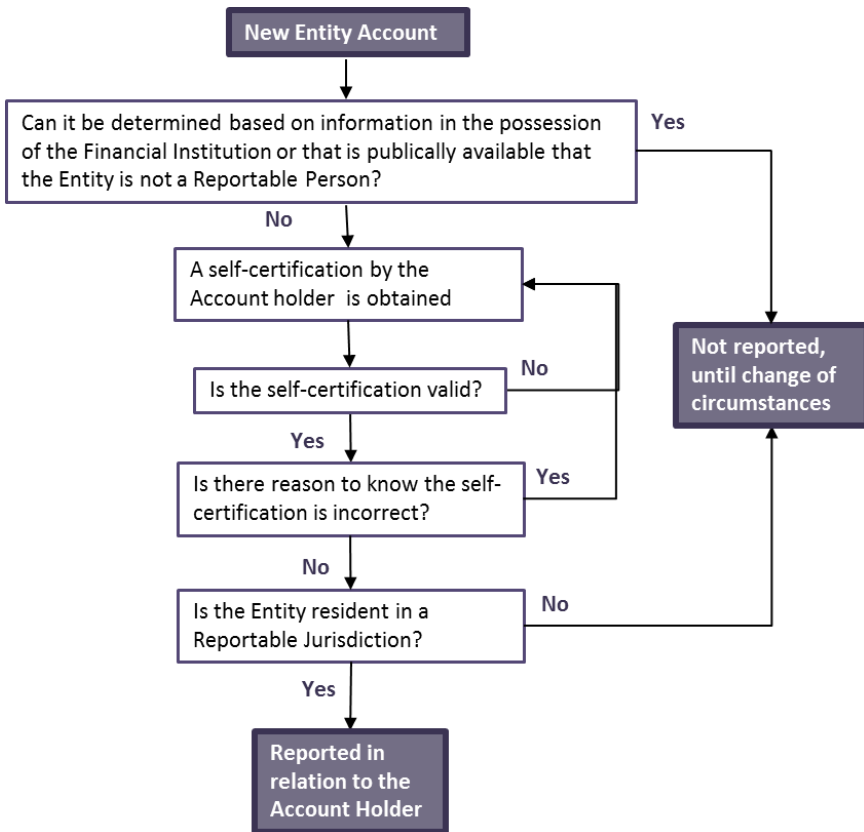 New Entity Account
Can it be determined based on information in the possession
of the Financial Institution or that is publically available that
the Entity is not a Reportable Person?
Yes
No
A self-certification by the
Account holder is obtained
Is the self-certification valid?
No
Not reported,
until change of
circumstances
Yes
Is there reason to know the self-
certification is incorrect?
Yes
No
Is the Entity resident in a
Reportable Jurisdiction?
No
Yes
Reported in
relation to the
Account Holder